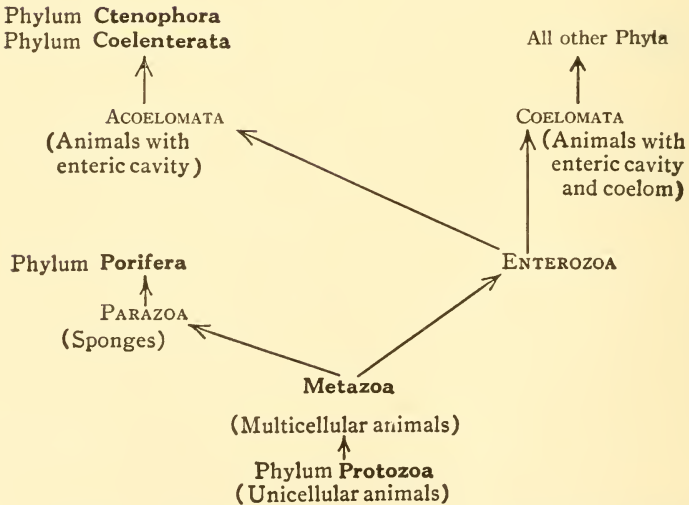 Phylum Ctenophora
Phylum Coelenterata
All other Phyla
ACOELOMATA
(Animals with
enteric cavity)
COELOMATA
(Animals with
enteric cavity
and coelom)
Phylum Porifera
ENTEROZOA
PARAZOA
(Sponges)
Metazoa
(Multicellular animals)
Phylum Protozoa
(Unicellular animals)